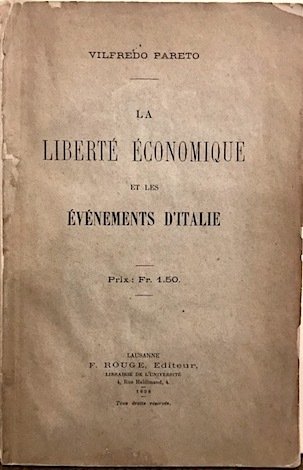 VILFREDO PARETO
LA
LIBERTÉ ÉCONOMIQUE
ET LES
ÉVÉNEMENTS D'ITALIE
Prix: Fr. 1.50.
LAUSANNE
F. ROUGE, Editeur,
LIBRAIRIE DE L'UNIVERSITÉ
4, Rue Haldimand, 4.
1898
Tous droits réservés.